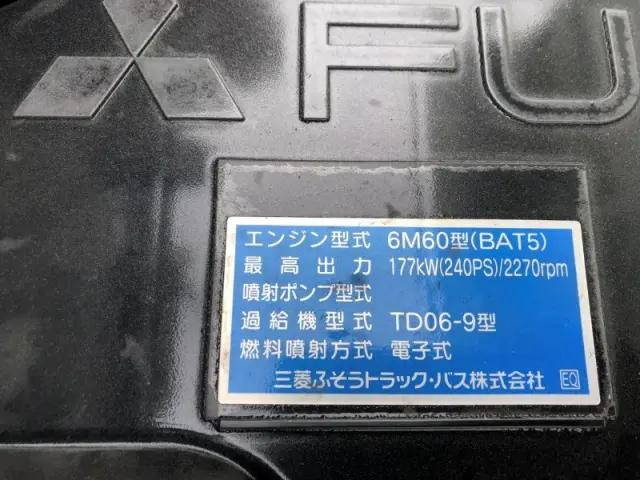 FU
エンジン型式 6M60型(BAT5)
最高出力 177kW(240PS)/2270rpm
噴射ポンプ型式
過給機型式 TD06-9型
燃料噴射方式 電子式
三菱ふそうトラック・バス株式会社 EQ